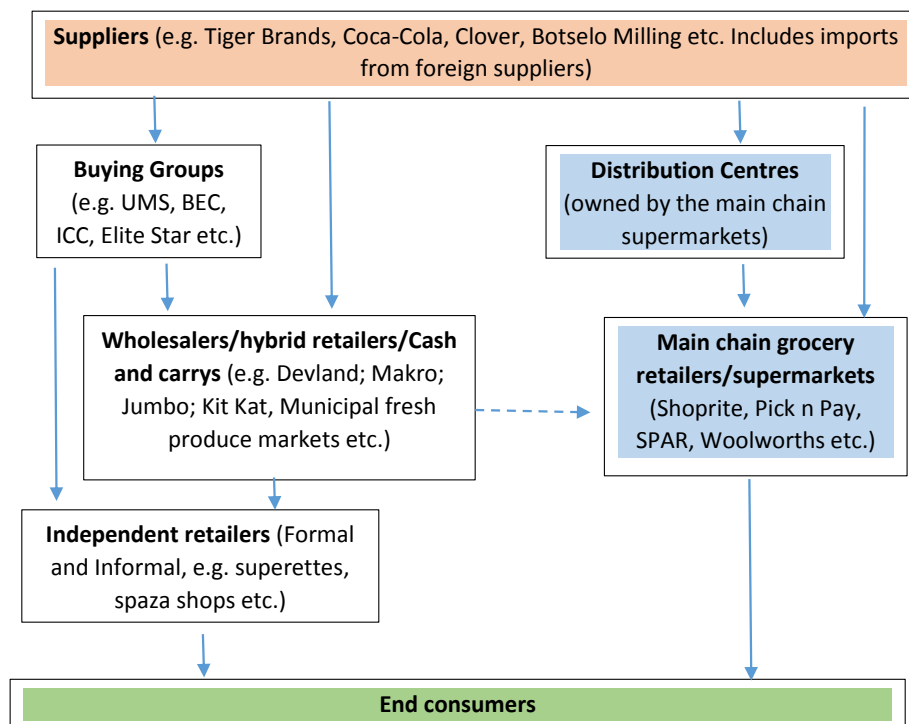 Suppliers (e.g. Tiger Brands, Coca-Cola, Clover, Botselo Milling etc. Includes imports
from foreign suppliers)
Buying Groups
(e.g. UMS, BEC,
ICC, Elite Star etc.)
Distribution Centres
(owned by the main chain
supermarkets)
Wholesalers/hybrid retailers/Cash
and carrys (e.g. Devland; Makro;
Jumbo; Kit Kat, Municipal fresh
produce markets etc.)
Main chain grocery
retailers/supermarkets
(Shoprite, Pick n Pay,
SPAR, Woolworths etc.)
Independent retailers (Formal
and Informal, e.g. superettes,
spaza shops etc.)
End consumers